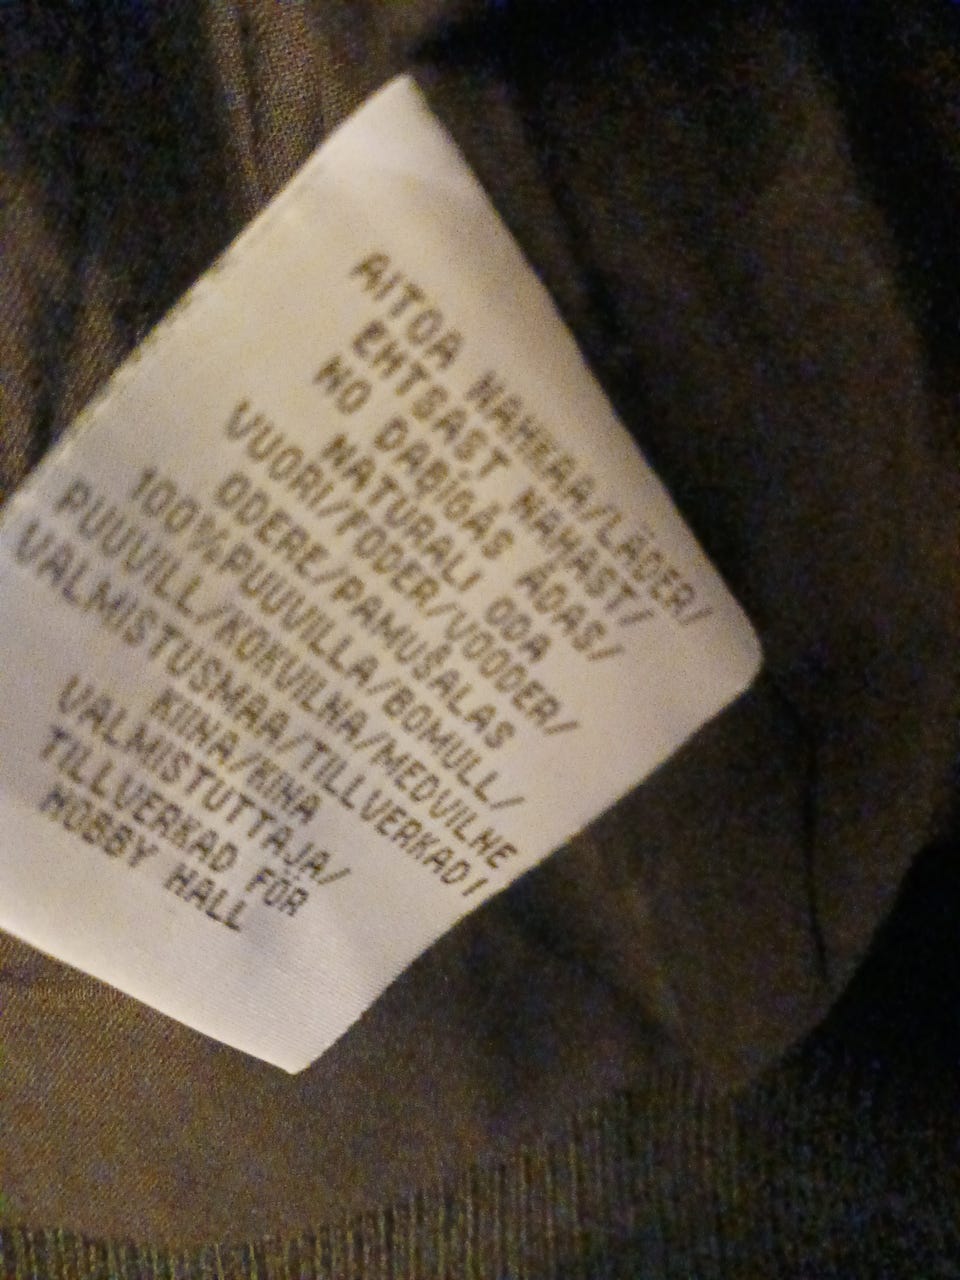 AITOA NAHKAA/LÄDER/
EHTSAST NAHAST/
NO DABĪGĀS ĀDAS/
NATŪRALI ODA
VUORI/FODER/VOODER/
ODERE/PAMUŠALAS
100%PUUVILLA/BOMULL/
PUUVILL/KOKVILNA/MEDVILNE
VALMISTUSMAA/TILLVERKAD I
KIINA/KINA
VALMISTUTTAJA/
TILLVERKAD FÖR
HOBBY HALL